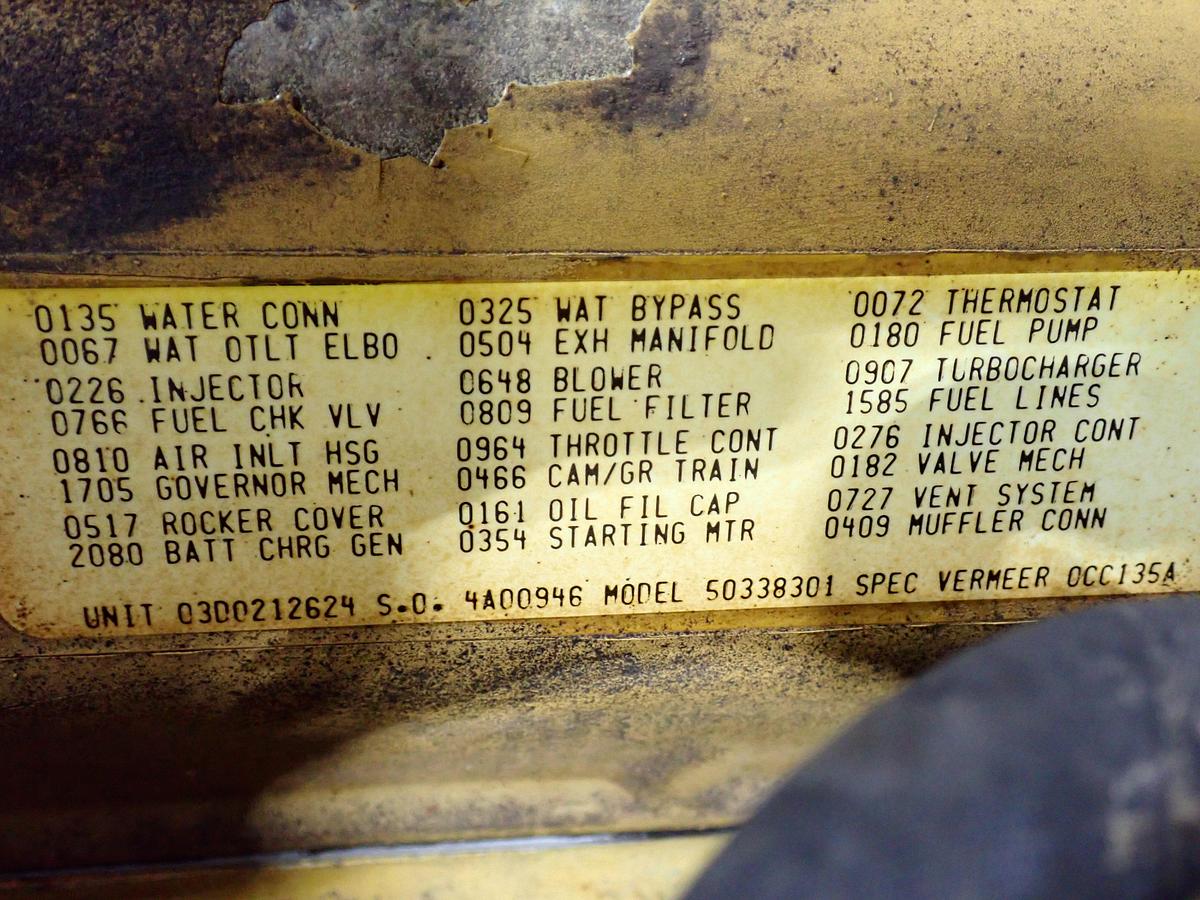 0135 WATER CONN 0325 WAT BYPASS 0072 THERMOSTAT
0067 WAT OTLT ELBO . 0504 EXH MANIFOLD 0180 FUEL PUMP
0226 INJECTOR 0648 BLOWER 0907 TURBOCHARGER
0766 FUEL CHK VLV 0809 FUEL FILTER 1585 FUEL LINES
0810 AIR INLT HSG 0964 THROTTLE CONT 0276 INJECTOR CONT
1705 GOVERNOR MECH 0466 CAM/GR TRAIN 0182 VALVE MECH
0517 ROCKER COVER 0161 OIL FIL CAP 0727 VENT SYSTEM
2080 BATT CHRG GEN 0354 STARTING MTR 0409 MUFFLER CONN
UNIT 03D0212624 S.O. 4A00946 MODEL 50338301 SPEC VERMEER OCC135A